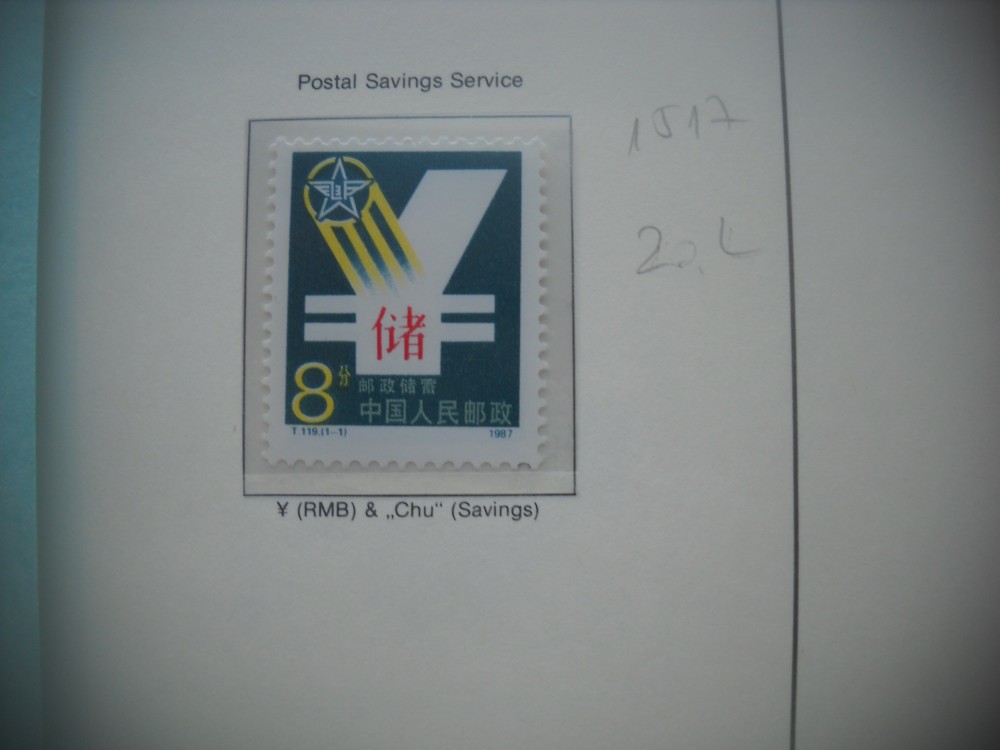 Postal Savings Service
1517
储
8分
邮政储蓄
中国人民邮政
T.119.(1-1) 1987
¥ (RMB) & „Chu“ (Savings)